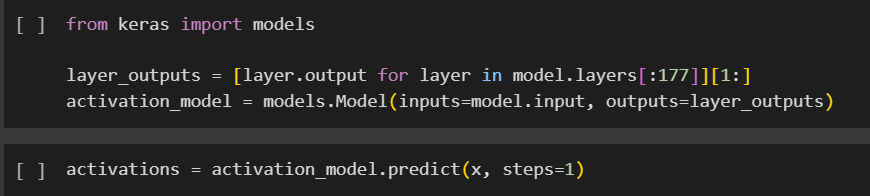 [ ] from keras import models
layer_outputs = [layer.output for layer in model.layers[:177]][1:]
activation_model = models.Model(inputs=model.input, outputs=layer_outputs)
[ ] activations = activation_model.predict(x, steps=1)